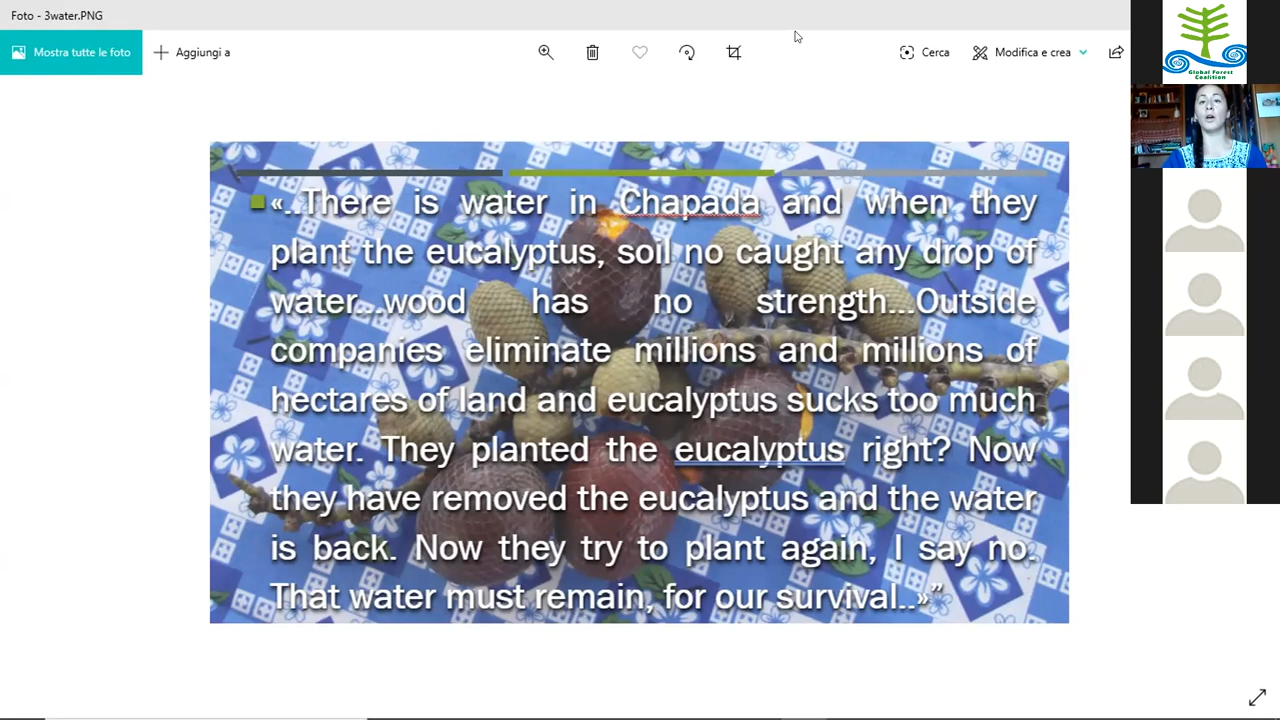 Foto - 3water.PNG
Mostra tutte le foto
Aggiungi a
Cerca
Modifica e crea
Global Forest
Coalition
«..There is water in Chapada and when they
plant the eucalyptus, soil no caught any drop of
water...wood has no strength...Outside
companies eliminate millions and millions of
hectares of land and eucalyptus sucks too much
water. They planted the eucalyptus right? Now
they have removed the eucalyptus and the water
is back. Now they try to plant again, I say no.
That water must remain, for our survival..»”